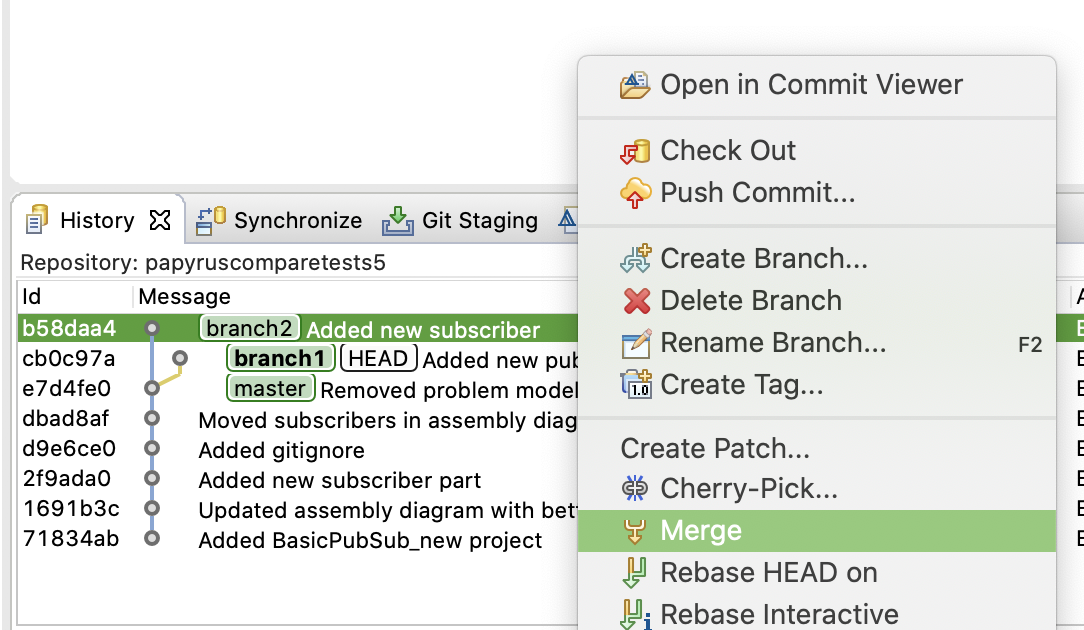 Open in Commit Viewer
Check Out
Push Commit...
Create Branch...
Delete Branch
Rename Branch... F2
Create Tag...
Create Patch...
Cherry-Pick...
Merge
Rebase HEAD on
Rebase Interactive
History Synchronize Git Staging
Repository: papyruscomparetests5
Id Message
b58daa4 branch2 Added new subscriber
cb0c97a branch1 HEAD Added new
e7d4fe0 master Removed problem model
dbad8af Moved subscribers in assembly
d9e6ce0 Added gitignore
2f9ada0 Added new subscriber part
1691b3c Updated assembly diagram with
71834ab Added BasicPubSub_new project